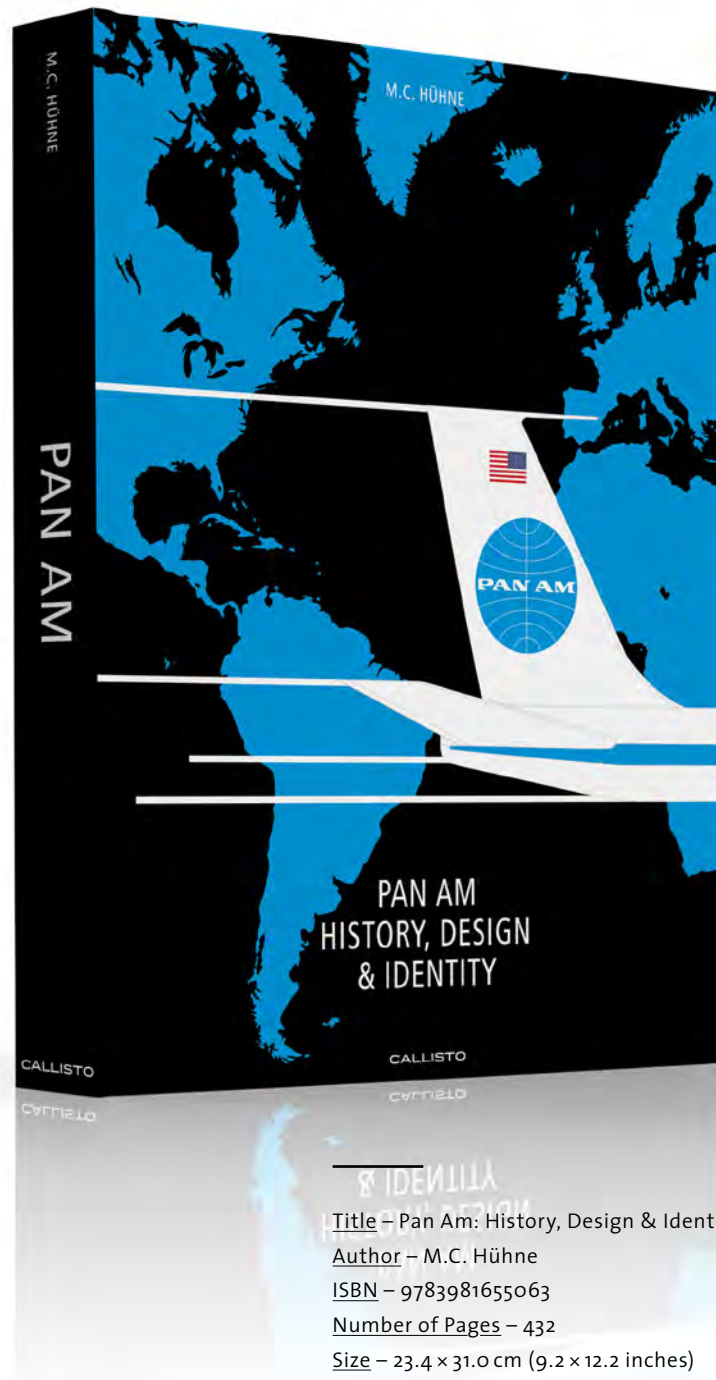 M.C. HÜHNE
PAN AM
CALLISTO
M.C. HÜHNE
PAN AM
PAN AM
HISTORY, DESIGN
& IDENTITY
CALLISTO
Title – Pan Am: History, Design & Ident
Author – M.C. Hühne
ISBN – 9783981655063
Number of Pages – 432
Size – 23.4 × 31.0 cm (9.2 × 12.2 inches)